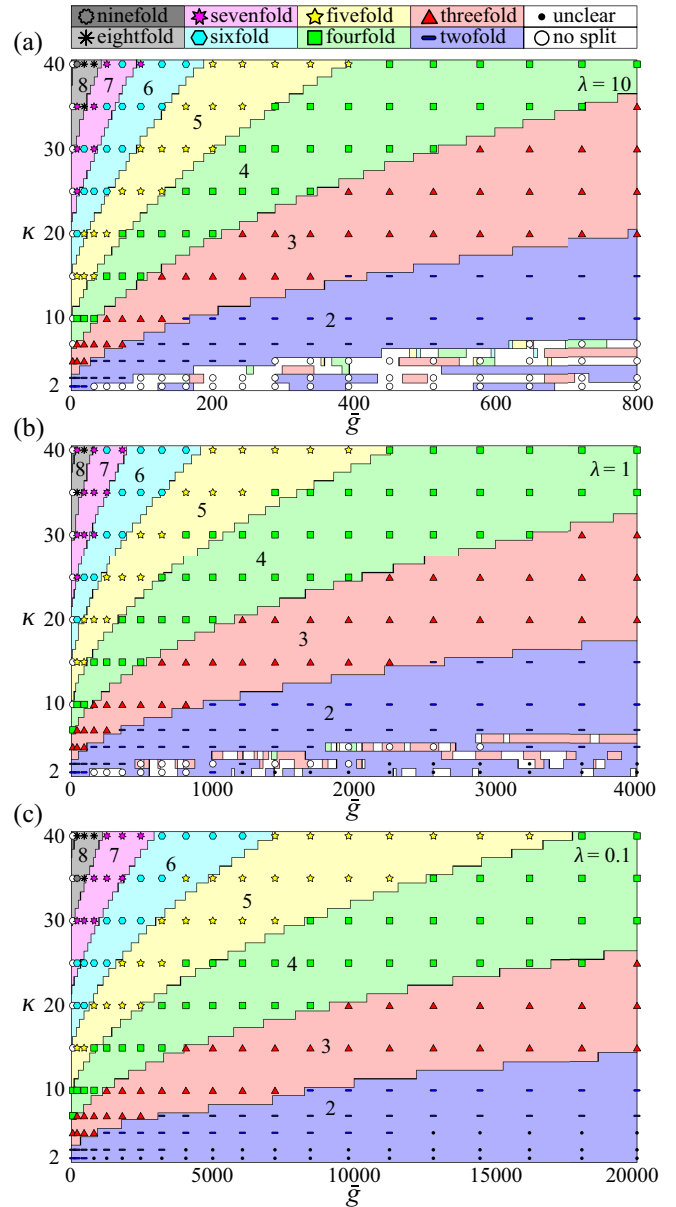 ninefold sevenfold fivefold threefold unclear
eightfold sixfold fourfold twofold no split
(a)
λ = 10
8 7 6 5 4 3 2
κ
40
30
20
10
2
0 200 400 600 800
ḡ
(b)
λ = 1
8 7 6 5 4 3 2
κ
40
30
20
10
2
0 1000 2000 3000 4000
ḡ
(c)
λ = 0.1
8 7 6 5 4 3 2
κ
40
30
20
10
2
0 5000 10000 15000 20000
ḡ